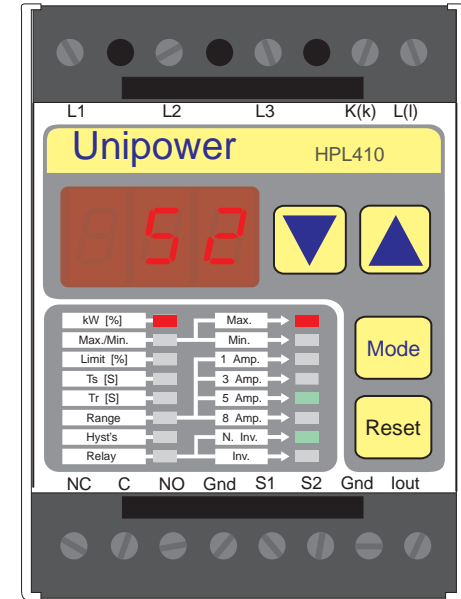 L1 L2 L3 K(k) L(l)
Unipower HPL410
52
kW [%] Max.
Max./Min. Min.
Limit [%] 1 Amp.
Ts [S] 3 Amp.
Tr [S] 5 Amp.
Range 8 Amp.
Hyst's N. Inv.
Relay Inv.
Mode
Reset
NC C NO Gnd S1 S2 Gnd Iout